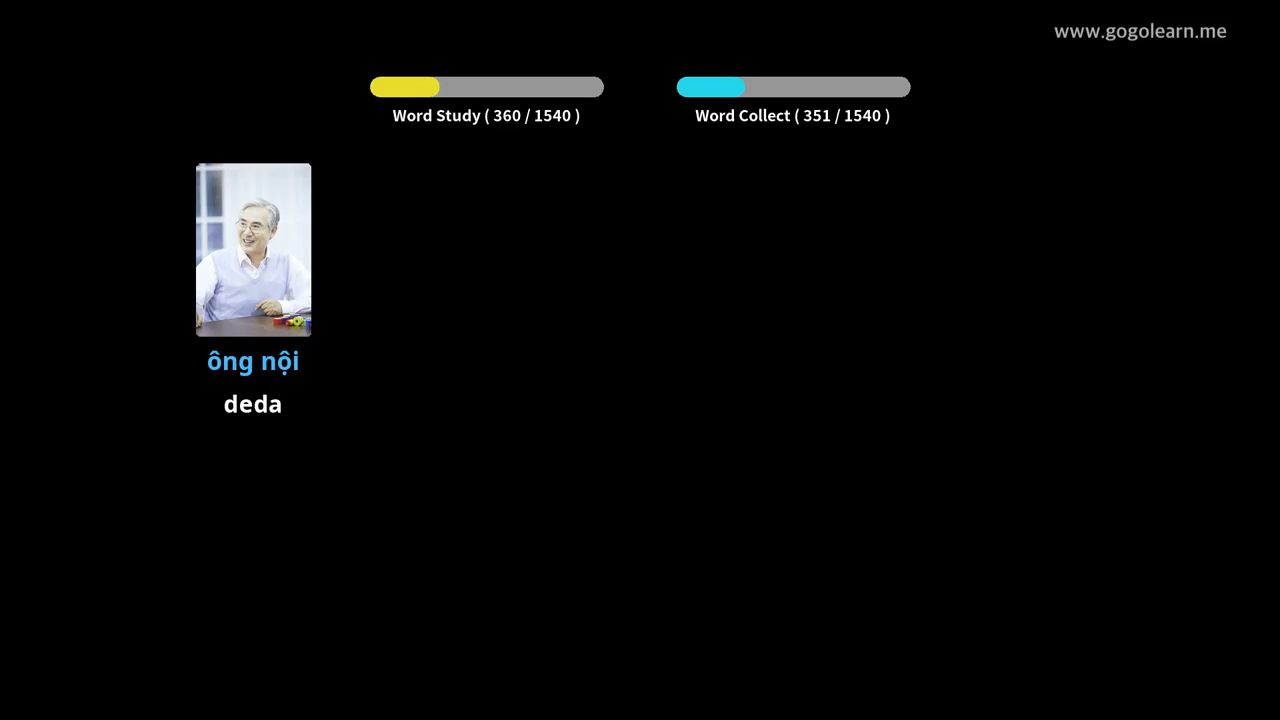 www.gogolearn.me
Word Study ( 360 / 1540 )
Word Collect ( 351 / 1540 )
ông nội
deda